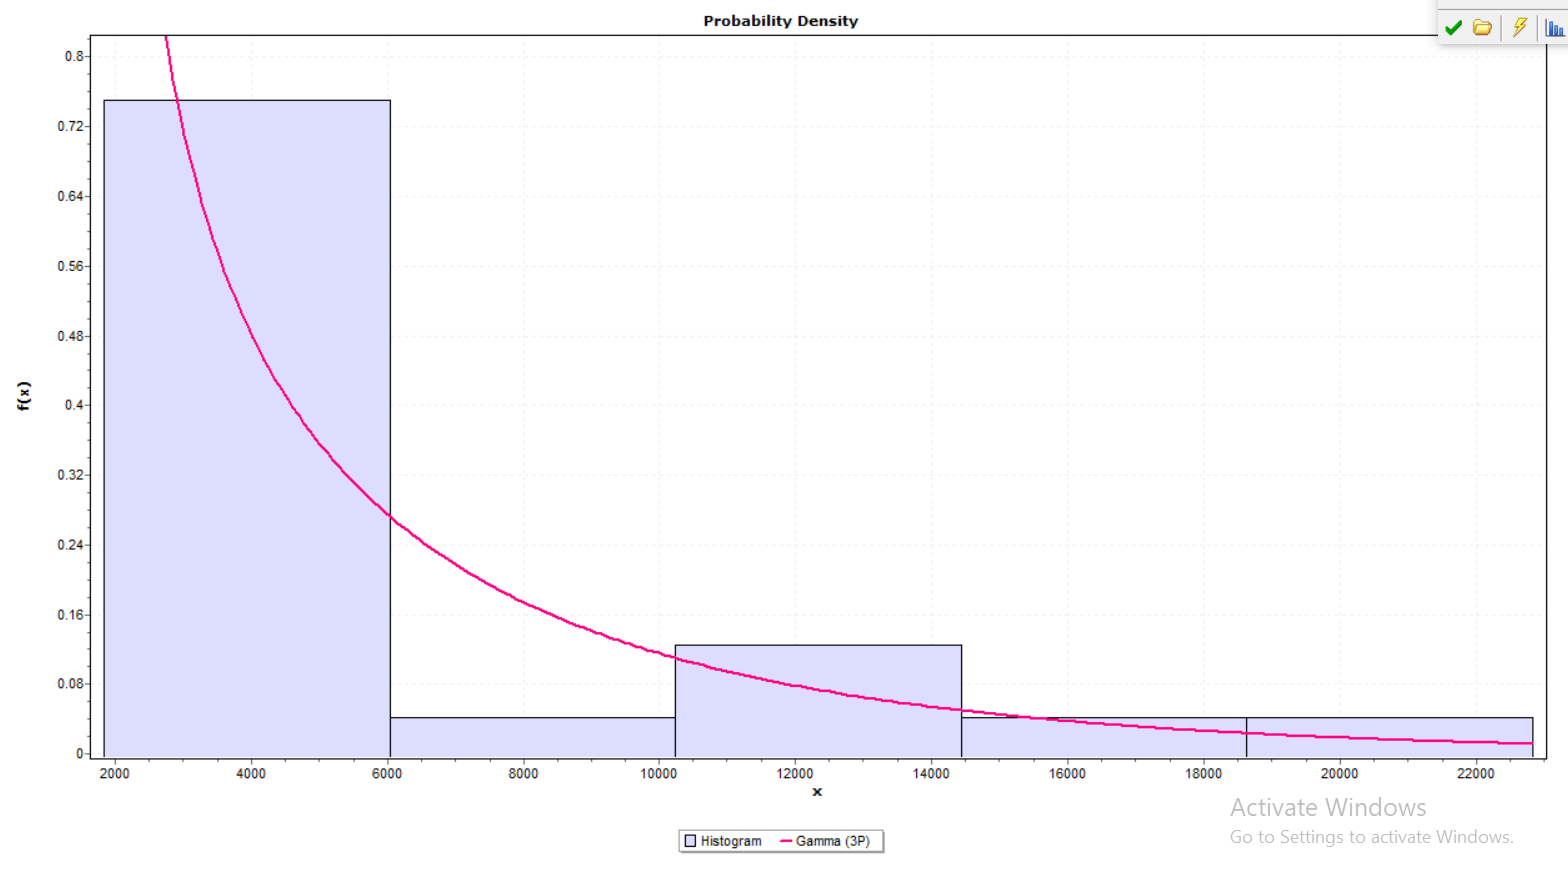 Probability Density
0.8
0.72
0.64
0.56
0.48
0.4
0.32
0.24
0.16
0.08
0
f(x)
2000 4000 6000 8000 10000 12000 14000 16000 18000 20000 22000
x
Histogram Gamma (3P)
Activate Windows
Go to Settings to activate Windows.